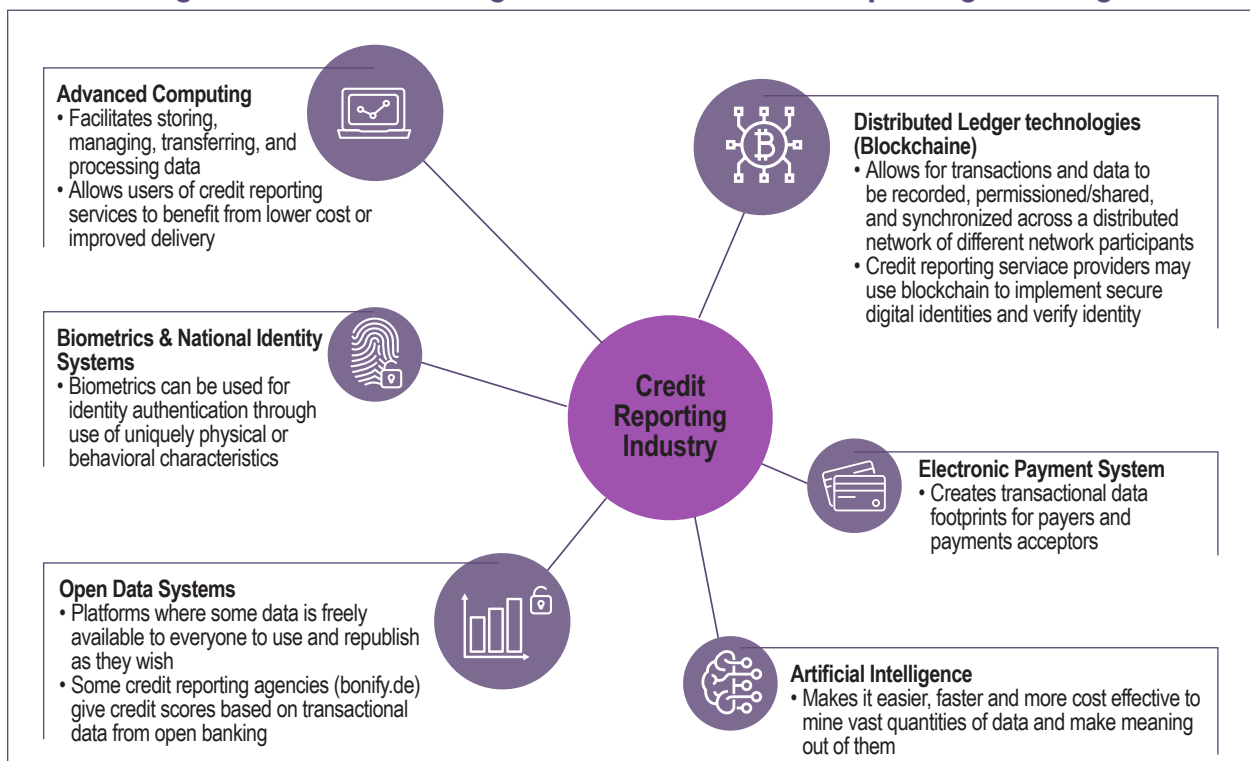 Advanced Computing
• Facilitates storing,
managing, transferring, and
processing data
• Allows users of credit reporting
services to benefit from lower cost or
improved delivery
Biometrics & National Identity
Systems
• Biometrics can be used for
identity authentication through
use of uniquely physical or
behavioral characteristics
Open Data Systems
• Platforms where some data is freely
available to everyone to use and republish
as they wish
• Some credit reporting agencies (bonify.de)
give credit scores based on transactional
data from open banking
Credit
Reporting
Industry
Distributed Ledger technologies
(Blockchaine)
• Allows for transactions and data to
be recorded, permissioned/shared,
and synchronized across a distributed
network of different network participants
• Credit reporting serviace providers may
use blockchain to implement secure
digital identities and verify identity
Electronic Payment System
• Creates transactional data
footprints for payers and
payments acceptors
Artificial Intelligence
• Makes it easier, faster and more cost effective to
mine vast quantities of data and make meaning
out of them